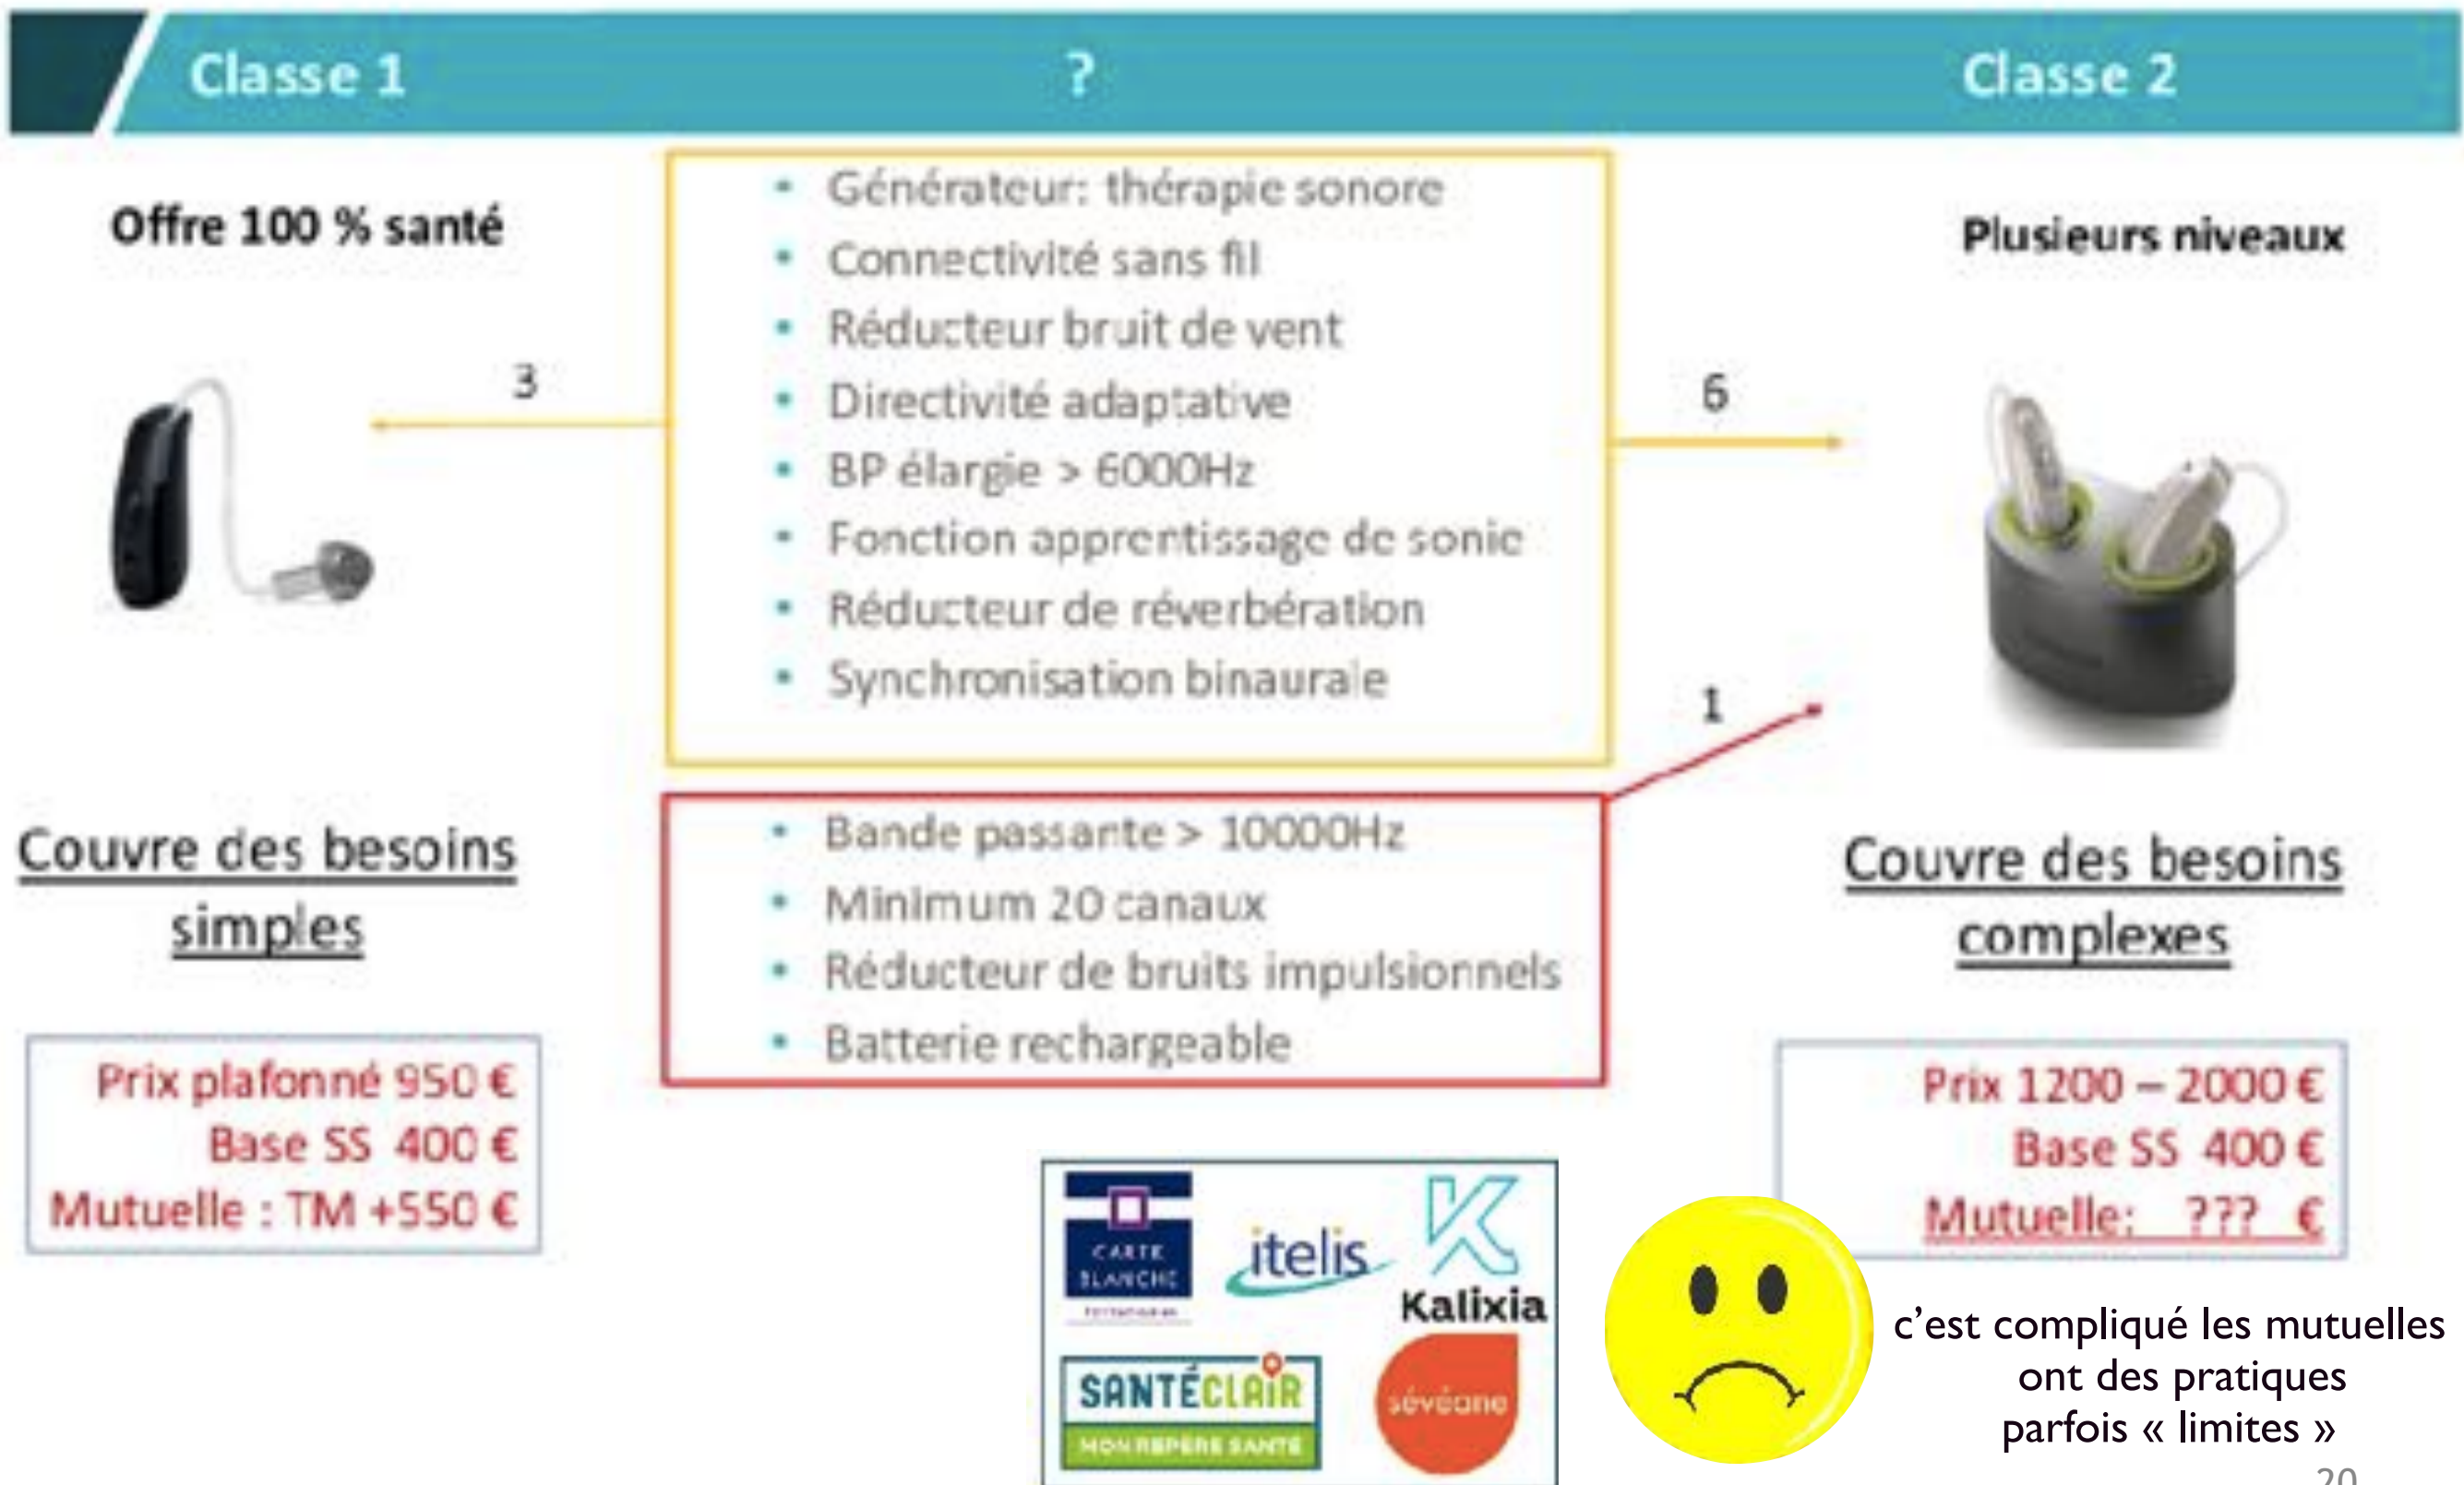 Classe 1
?
Classe 2
Offre 100 % santé
3
• Générateur: thérapie sonore
• Connectivité sans fil
• Réducteur bruit de vent
• Directivité adaptative
• BP élargie > 6000Hz
• Fonction apprentissage de sonie
• Réducteur de réverbération
• Synchronisation binaurale
6
1
Plusieurs niveaux
• Bande passante > 10000Hz
• Minimum 20 canaux
• Réducteur de bruits impulsionnels
• Batterie rechargeable
Couvre des besoins
simples
Couvre des besoins
complexes
Prix plafonné 950 €
Base SS 400 €
Mutuelle : TM +550 €
Prix 1200 – 2000 €
Base SS 400 €
Mutuelle: ??? €
CARTE
BLANCHE
itelis
Kalixia
SANTÉCLAIR
MON REPÈRE SANTÉ
sévéane
c'est compliqué les mutuelles
ont des pratiques
parfois « limites »
20